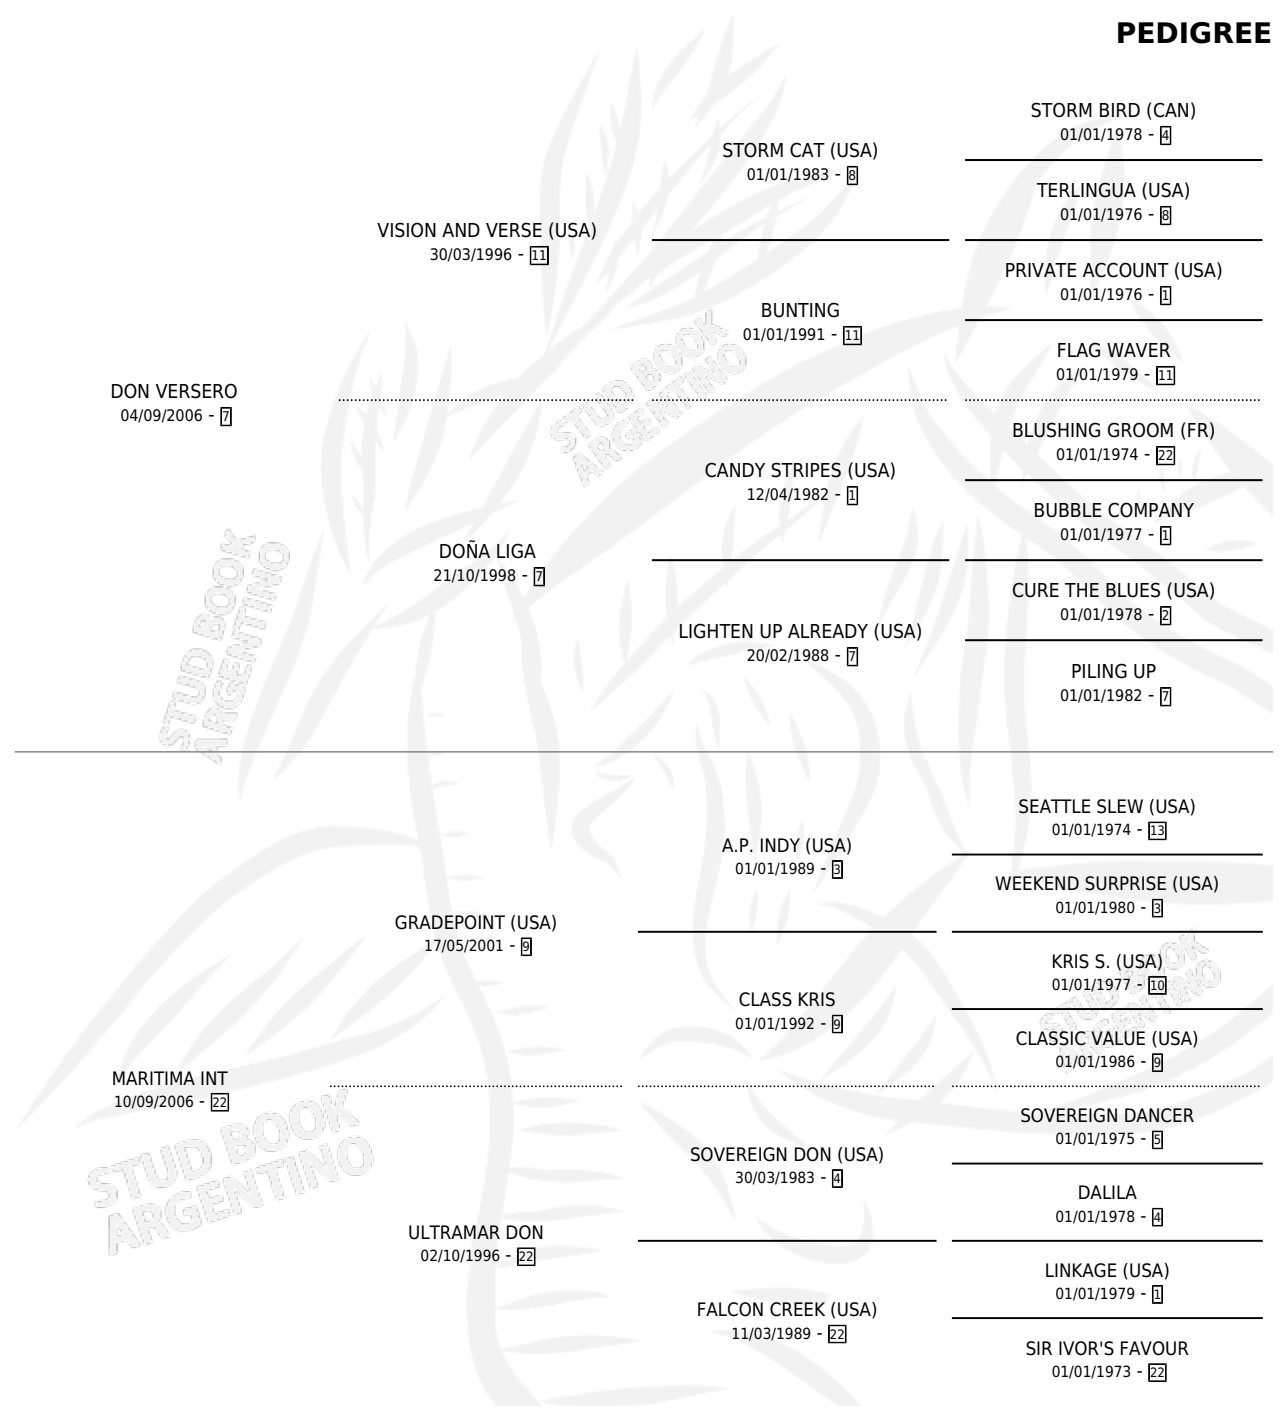 PEDIGREE
STORM BIRD (CAN)
01/01/1978 - 4
STORM CAT (USA)
01/01/1983 - 8
TERLINGUA (USA)
01/01/1976 - 8
VISION AND VERSE (USA)
30/03/1996 - 11
PRIVATE ACCOUNT (USA)
01/01/1976 - 1
BUNTING
01/01/1991 - 11
FLAG WAVER
01/01/1979 - 11
DON VERSERO
04/09/2006 - 7
BLUSHING GROOM (FR)
01/01/1974 - 22
CANDY STRIPES (USA)
12/04/1982 - 1
BUBBLE COMPANY
01/01/1977 - 1
DOÑA LIGA
21/10/1998 - 7
CURE THE BLUES (USA)
01/01/1978 - 2
LIGHTEN UP ALREADY (USA)
20/02/1988 - 7
PILING UP
01/01/1982 - 7
SEATTLE SLEW (USA)
01/01/1974 - 13
A.P. INDY (USA)
01/01/1989 - 3
WEEKEND SURPRISE (USA)
01/01/1980 - 3
GRADEPOINT (USA)
17/05/2001 - 9
KRIS S. (USA)
01/01/1977 - 10
CLASS KRIS
01/01/1992 - 9
CLASSIC VALUE (USA)
01/01/1986 - 9
MARITIMA INT
10/09/2006 - 22
SOVEREIGN DANCER
01/01/1975 - 5
SOVEREIGN DON (USA)
30/03/1983 - 4
DALILA
01/01/1978 - 4
ULTRAMAR DON
02/10/1996 - 22
LINKAGE (USA)
01/01/1979 - 1
FALCON CREEK (USA)
11/03/1989 - 22
SIR IVOR'S FAVOUR
01/01/1973 - 22
STUD BOOK
ARGENTINO
STUD BOOK
ARGENTINO
STUD BOOK
ARGENTINO
STUD BOOK
ARGENTINO